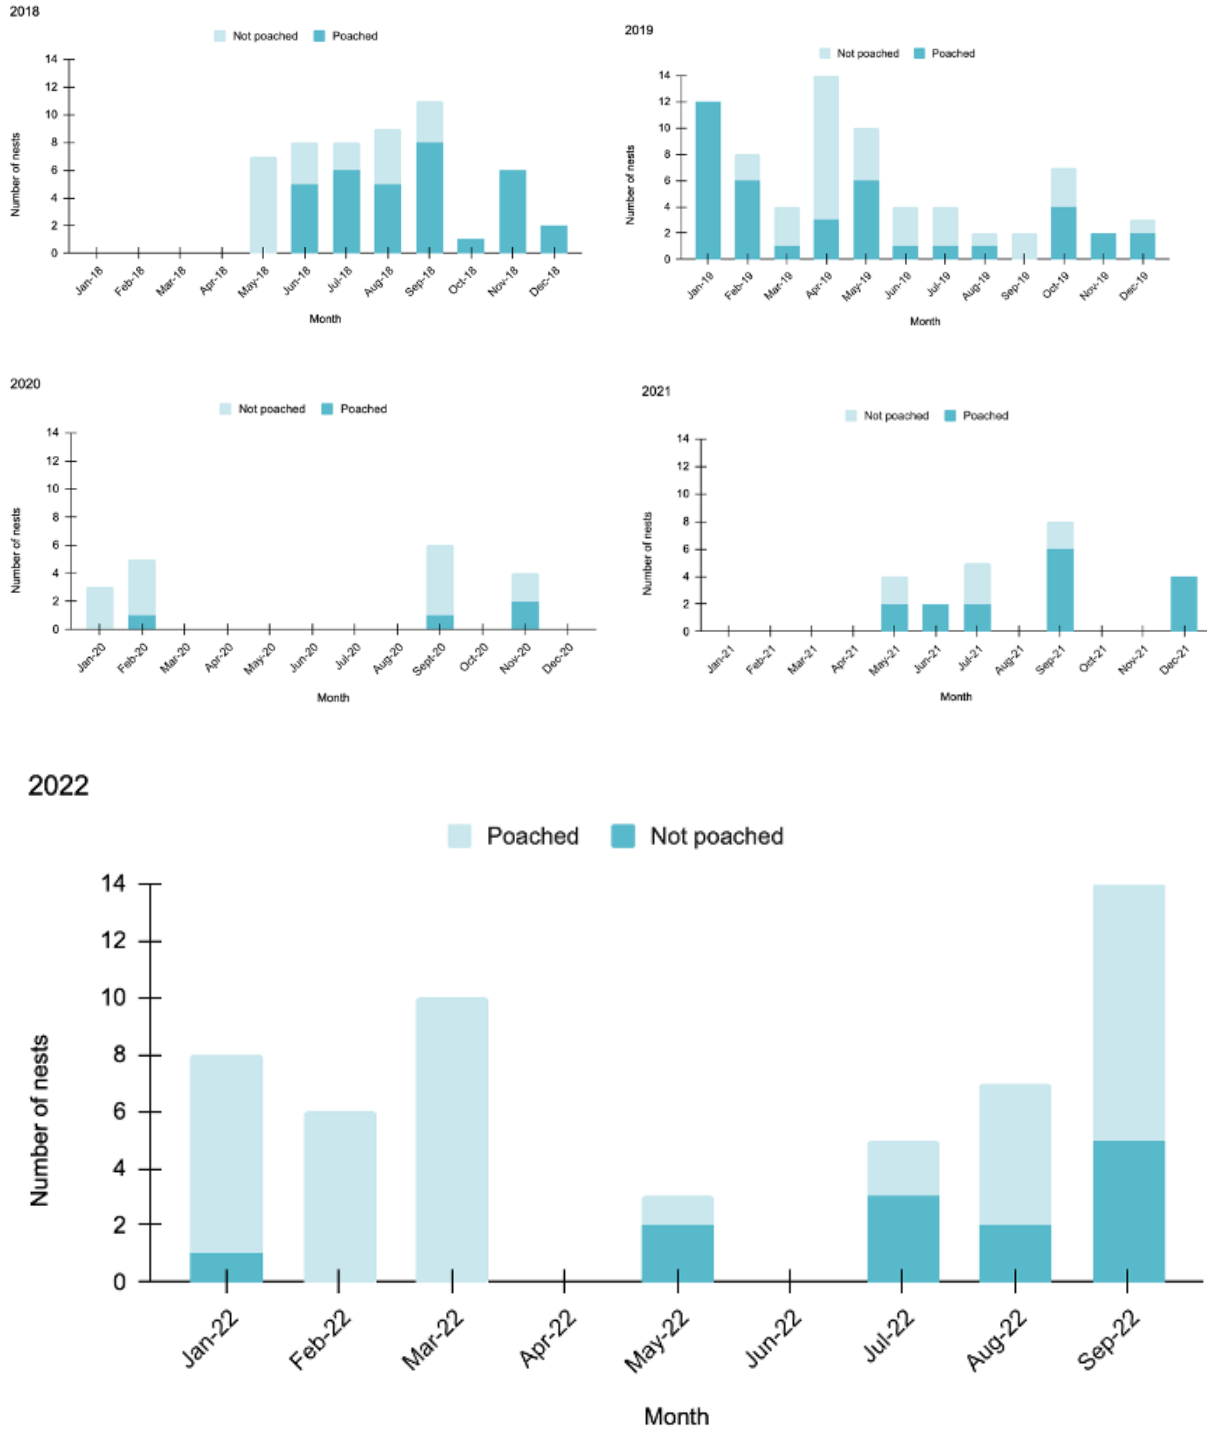 2018
Not poached Poached
14
12
10
8
6
4
2
0
Number of nests
Jan-18 Feb-18 Mar-18 Apr-18 May-18 Jun-18 Jul-18 Aug-18 Sep-18 Oct-18 Nov-18 Dec-18
Month
2019
Not poached Poached
14
12
10
8
6
4
2
0
Number of nests
Jan-19 Feb-19 Mar-19 Apr-19 May-19 Jun-19 Jul-19 Aug-19 Sep-19 Oct-19 Nov-19 Dec-19
Month
2020
Not poached Poached
14
12
10
8
6
4
2
0
Number of nests
Jan-20 Feb-20 Mar-20 Apr-20 May-20 Jun-20 Jul-20 Aug-20 Sept-20 Oct-20 Nov-20 Dec-20
Month
2021
Not poached Poached
14
12
10
8
6
4
2
0
Number of nests
Jan-21 Feb-21 Mar-21 Apr-21 May-21 Jun-21 Jul-21 Aug-21 Sep-21 Oct-21 Nov-21 Dec-21
Month
2022
Poached Not poached
14
12
10
8
6
4
2
0
Number of nests
Jan-22 Feb-22 Mar-22 Apr-22 May-22 Jun-22 Jul-22 Aug-22 Sep-22
Month